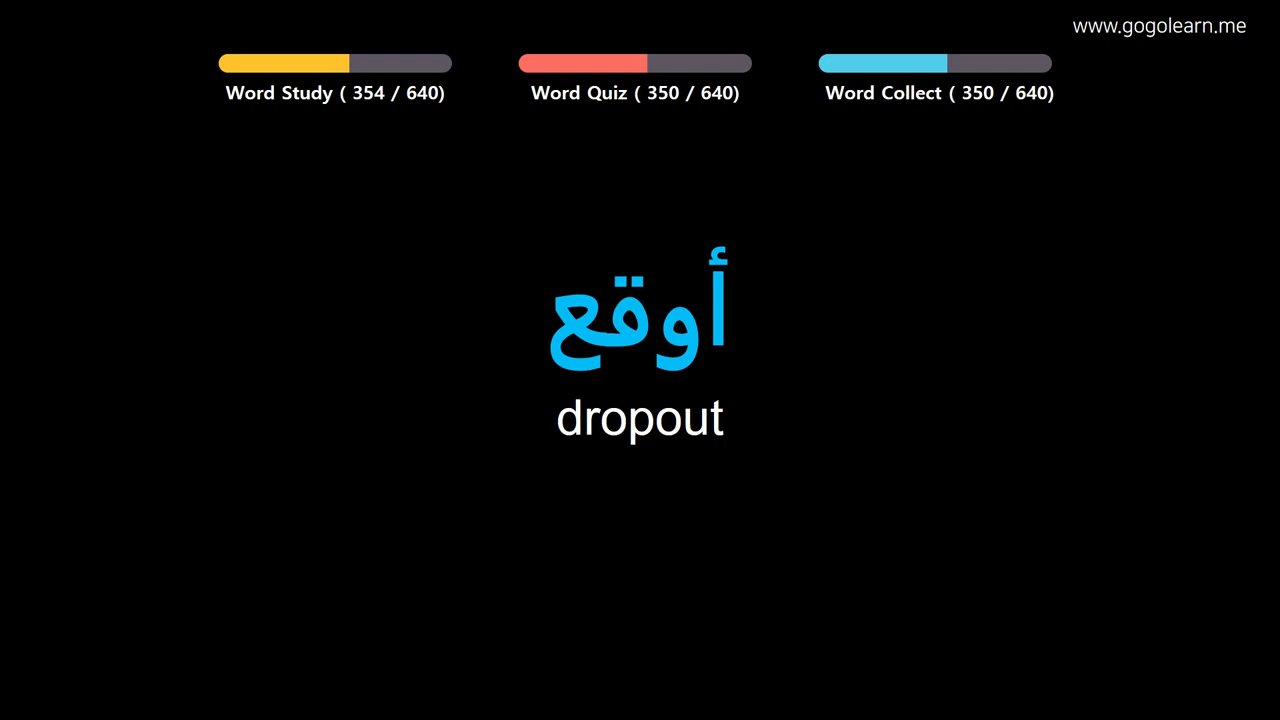 www.gogolearn.me
Word Study ( 354 / 640)
Word Quiz ( 350 / 640)
Word Collect ( 350 / 640)
أوقع
dropout